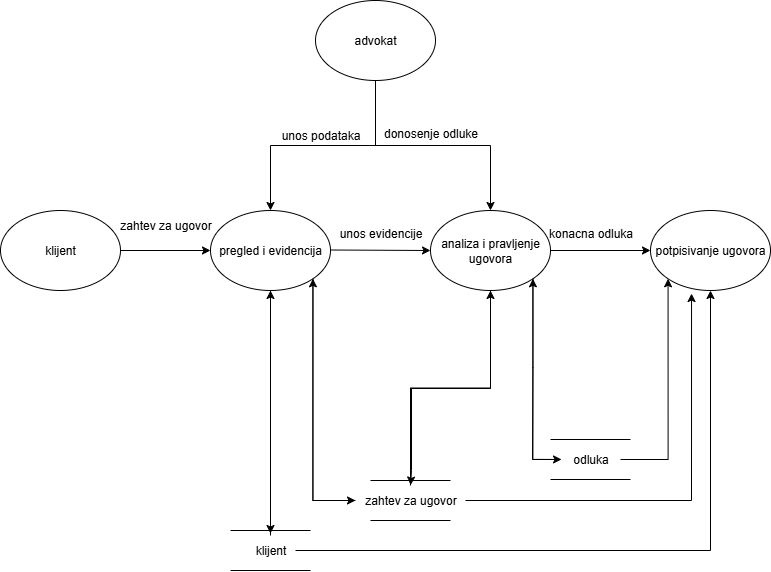 advokat
unos podataka
donosenje odluke
zahtev za ugovor
unos evidencije
konacna odluka
klijent
pregled i evidencija
analiza i pravljenje
ugovora
potpisivanje ugovora
odluka
zahtev za ugovor
klijent